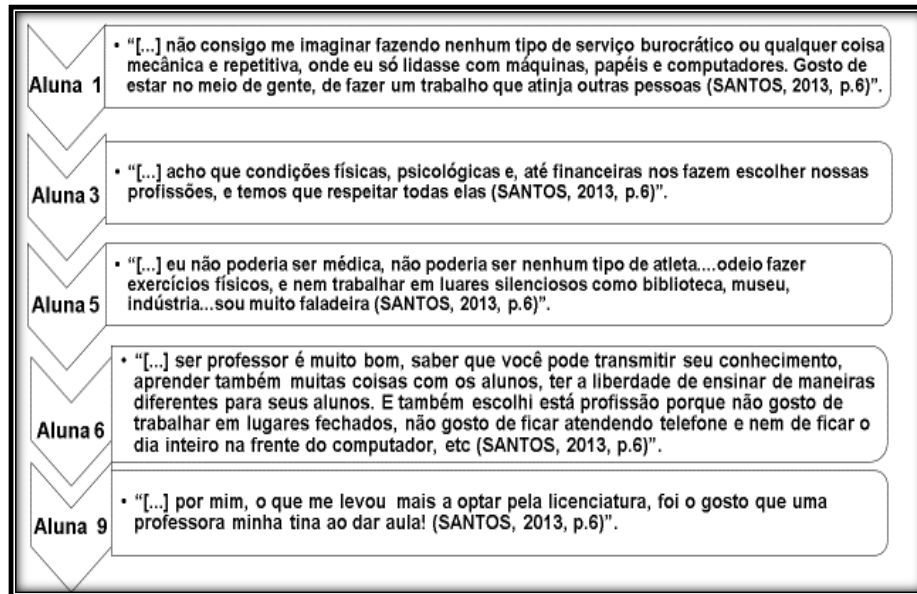 • “[...] não consigo me imaginar fazendo nenhum tipo de serviço burocrático ou qualquer coisa
mecânica e repetitiva, onde eu só lidasse com máquinas, papéis e computadores. Gosto de
estar no meio de gente, de fazer um trabalho que atinja outras pessoas (SANTOS, 2013, p.6)”.
Aluna 1
• “[...] acho que condições físicas, psicológicas e, até financeiras nos fazem escolher nossas
profissões, e temos que respeitar todas elas (SANTOS, 2013, p.6)”.
Aluna 3
• “[...] eu não poderia ser médica, não poderia ser nenhum tipo de atleta....odeio fazer
exercícios físicos, e nem trabalhar em luares silenciosos como biblioteca, museu,
indústria...sou muito faladeira (SANTOS, 2013, p.6)”.
Aluna 5
• “[...] ser professor é muito bom, saber que você pode transmitir seu conhecimento,
aprender também muitas coisas com os alunos, ter a liberdade de ensinar de maneiras
diferentes para seus alunos. E também escolhi está profissão porque não gosto de
trabalhar em lugares fechados, não gosto de ficar atendendo telefone e nem de ficar o
dia inteiro na frente do computador, etc (SANTOS, 2013, p.6)”.
Aluna 6
• “[...] por mim, o que me levou mais a optar pela licenciatura, foi o gosto que uma
professora minha tina ao dar aula! (SANTOS, 2013, p.6)”.
Aluna 9